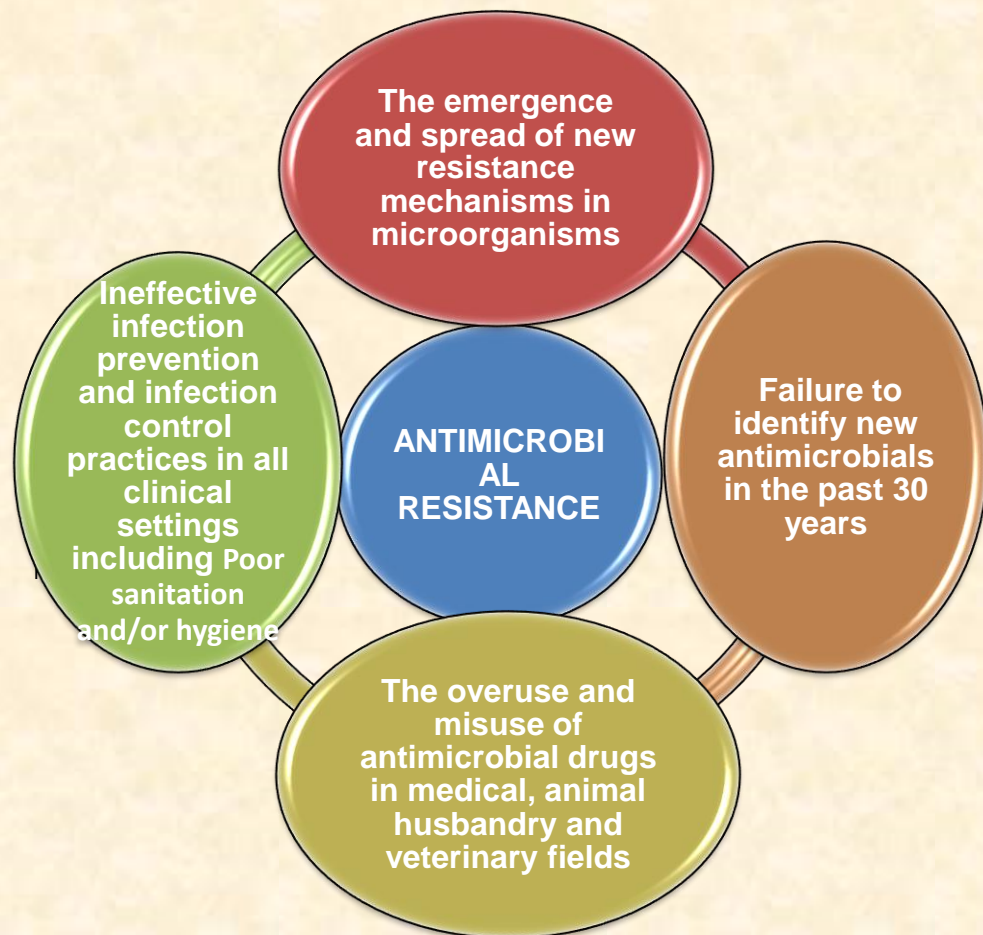 The emergence
and spread of new
resistance
mechanisms in
microorganisms
Ineffective
infection
prevention
and infection
control
practices in all
clinical
settings
including Poor
sanitation
and/or hygiene
ANTIMICROBI
AL
RESISTANCE
Failure to
identify new
antimicrobials
in the past 30
years
The overuse and
misuse of
antimicrobial drugs
in medical, animal
husbandry and
veterinary fields